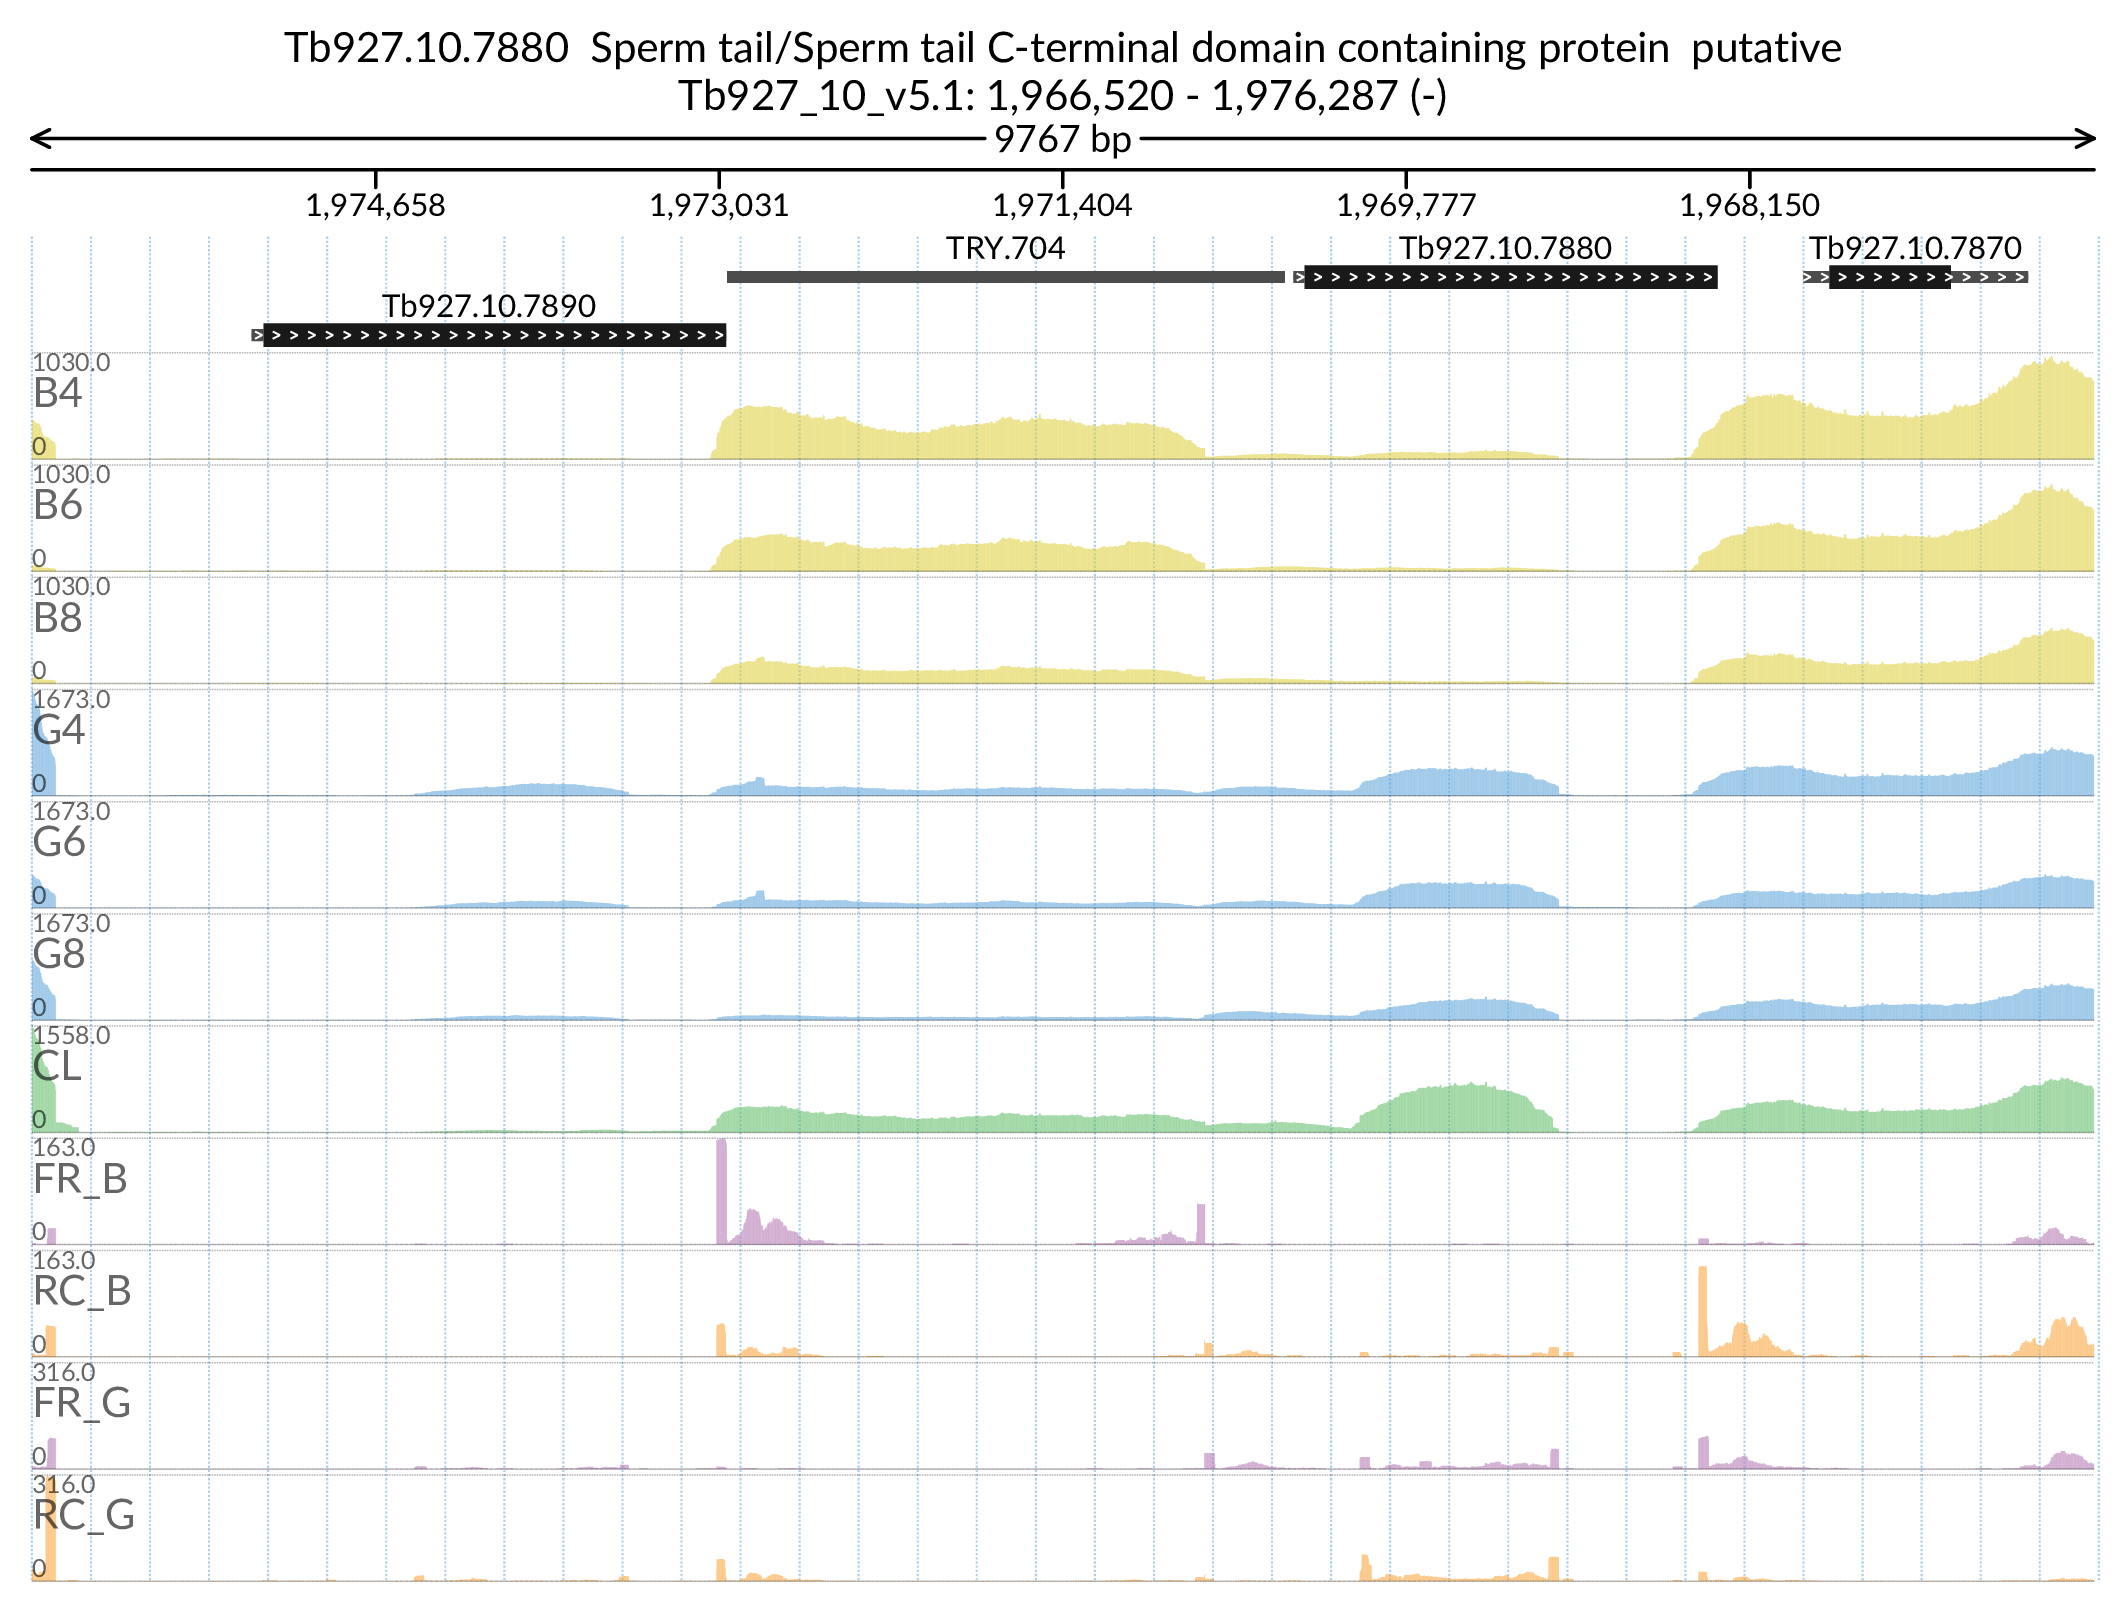 Tb927.10.7880  Sperm tail/Sperm tail C-terminal domain containing protein  putative
Tb927_10_v5.1: 1,966,520 - 1,976,287 (-)
9767 bp
1,974,658 1,973,031 1,971,404 1,969,777 1,968,150
TRY.704 Tb927.10.7880 Tb927.10.7870
Tb927.10.7890
1030.0
B4
0
1030.0
B6
0
1030.0
B8
0
1673.0
G4
0
1673.0
G6
0
1673.0
G8
0
1558.0
CL
0
163.0
FR_B
0
163.0
RC_B
0
316.0
FR_G
0
316.0
RC_G
0